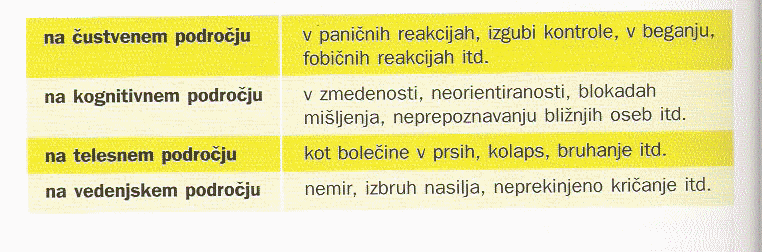 na čustvenem področju
v paničnih reakcijah, izgubi kontrole, v beganju,
fobičnih reakcijah itd.
na kognitivnem področju
v zmedenosti, neorientiranosti, blokadah
mišljenja, neprepoznavanju bližnjih oseb itd.
na telesnem področju
kot bolečine v prsih, kolaps, bruhanje itd.
na vedenjskem področju
nemir, izbruh nasilja, neprekinjeno kričanje itd.